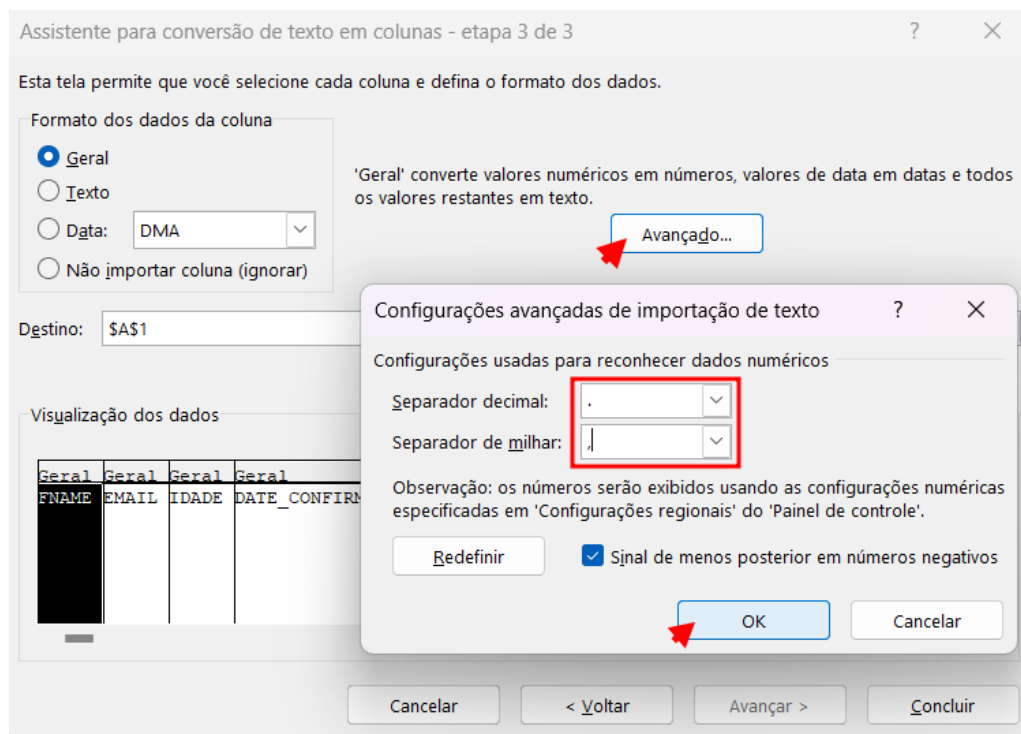 Assistente para conversão de texto em colunas - etapa 3 de 3 ?
Esta tela permite que você selecione cada coluna e defina o formato dos dados.
Formato dos dados da coluna
Geral
Texto
Data: DMA
Não importar coluna (ignorar)
'Geral' converte valores numéricos em números, valores de data em datas e todos
os valores restantes em texto.
Avançado...
Destino: $A$1
Visualização dos dados
Geral Geral Geral Geral
FNAME EMAIL IDADE DATE_CONFIRM
Configurações avançadas de importação de texto ?
Configurações usadas para reconhecer dados numéricos
Separador decimal: .
Separador de milhar: ,
Observação: os números serão exibidos usando as configurações numéricas
especificadas em 'Configurações regionais' do 'Painel de controle'.
Redefinir
Sinal de menos posterior em números negativos
OK Cancelar
Cancelar < Voltar Avançar > Concluir